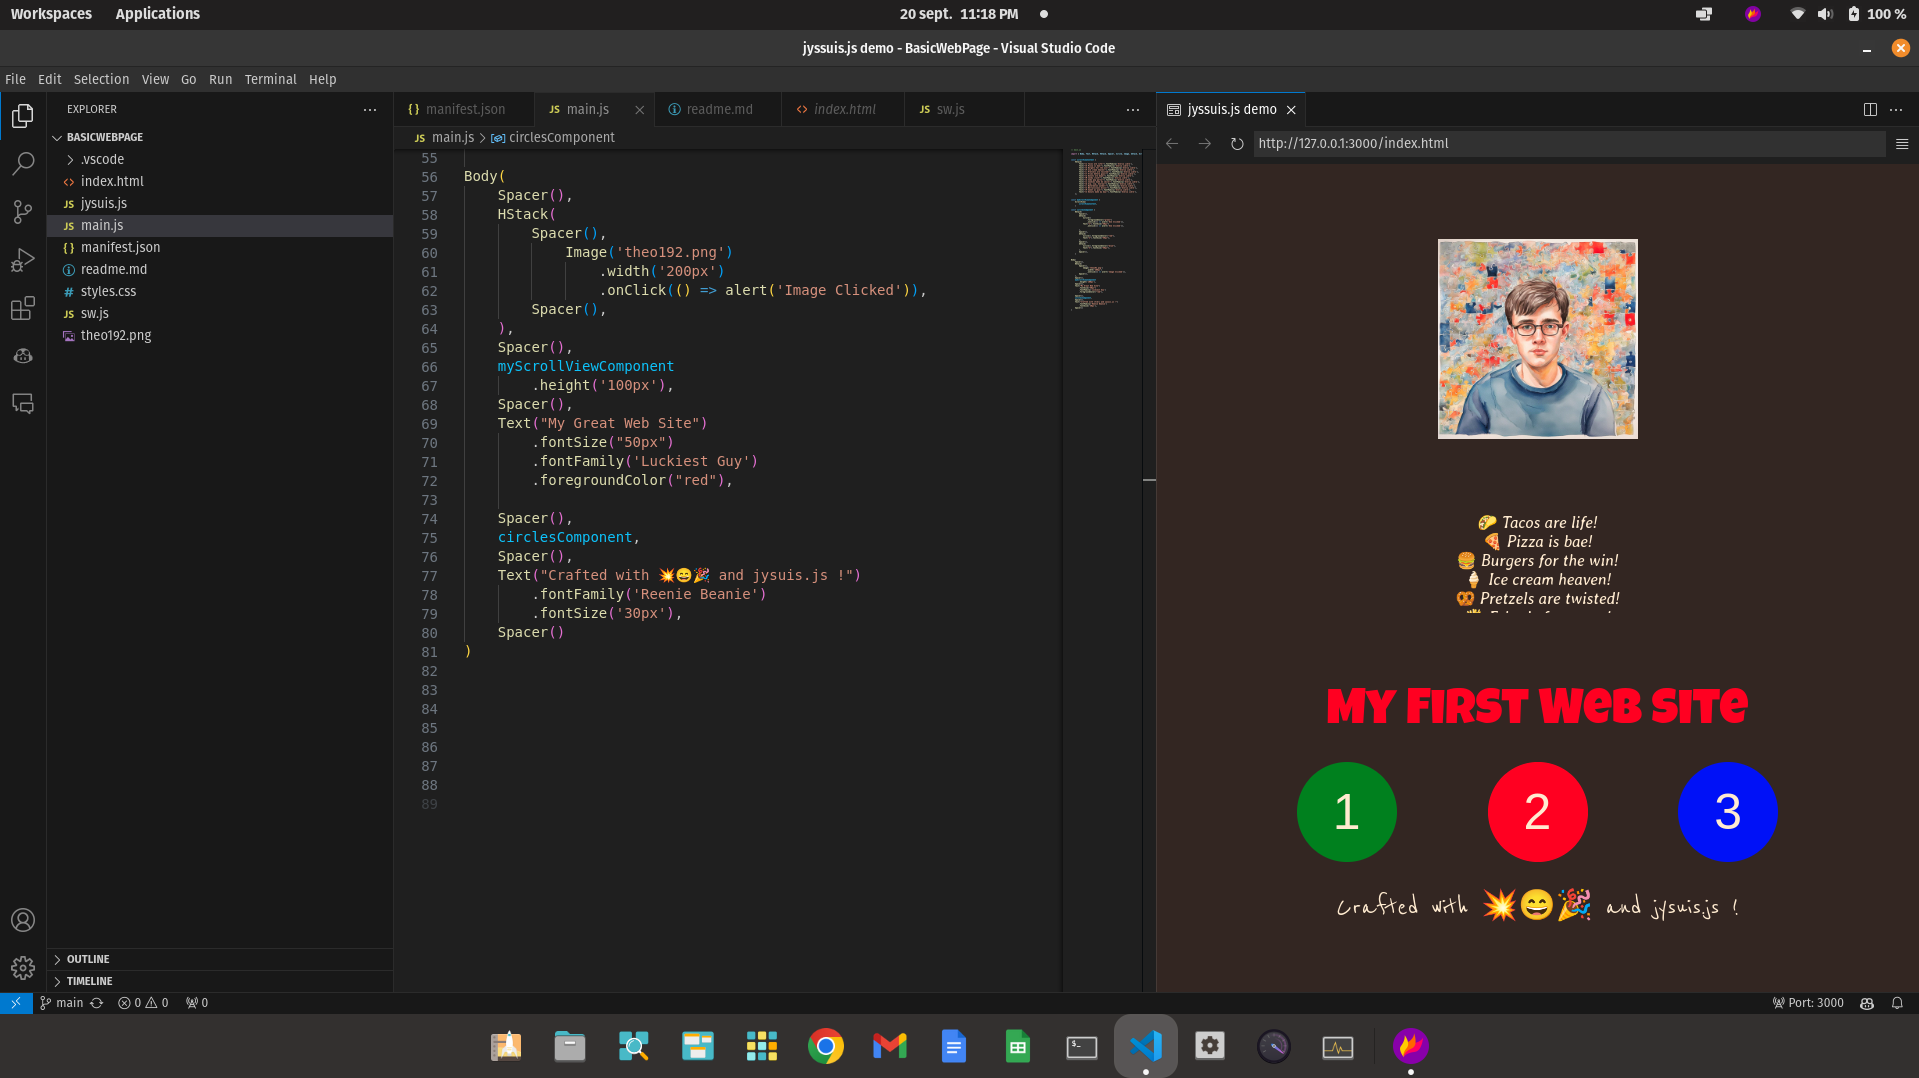 Workspaces Applications 20 sept. 11:18 PM 100 %
jyssuis.js demo - BasicWebPage - Visual Studio Code
File Edit Selection View Go Run Terminal Help
EXPLORER
BASICWEBPAGE
.vscode
index.html
JS jysuis.js
JS main.js
{} manifest.json
readme.md
# styles.css
JS sw.js
theo192.png
OUTLINE
TIMELINE
{} manifest.json JS main.js readme.md index.html JS sw.js
JS main.js > circlesComponent
55
56 Body(
57 Spacer(),
58 HStack(
59 Spacer(),
60 Image('theo192.png')
61 .width('200px')
62 .onClick(() => alert('Image Clicked')),
63 Spacer(),
64 ),
65 Spacer(),
66 myScrollViewComponent
67 .height('100px'),
68 Spacer(),
69 Text("My Great Web Site")
70 .fontSize("50px")
71 .fontFamily('Luckiest Guy')
72 .foregroundColor("red"),
73
74 Spacer(),
75 circlesComponent,
76 Spacer(),
77 Text("Crafted with 💥😄🎉 and jysuis.js !")
78 .fontFamily('Reenie Beanie')
79 .fontSize('30px'),
80 Spacer()
81 )
82
83
84
85
86
87
88
89
jyssuis.js demo
http://127.0.0.1:3000/index.html
🌮 Tacos are life!
🍕 Pizza is bae!
🍔 Burgers for the win!
🍦 Ice cream heaven!
🥨 Pretzels are twisted!
My First Web Site
1 2 3
Crafted with 💥😄🎉 and jysuis.js !
main 0 0 0 Port: 3000